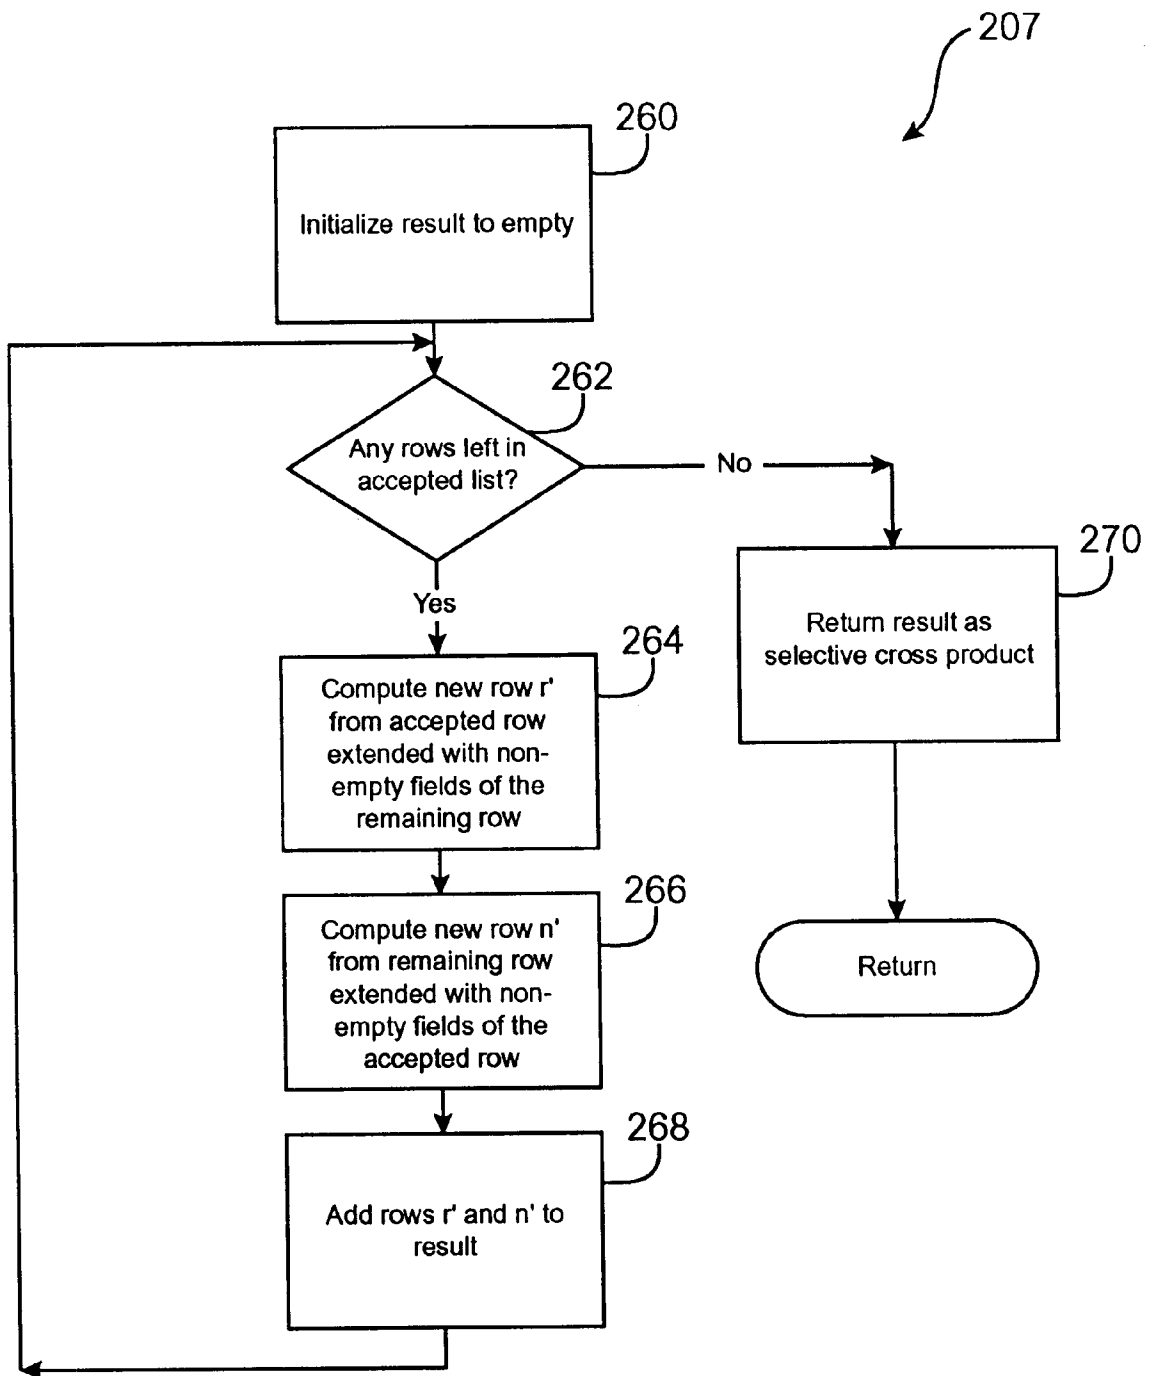 207
260
Initialize result to empty
262
Any rows left in
accepted list?
No
Yes
270
Return result as
selective cross product
264
Compute new row r'
from accepted row
extended with non-
empty fields of the
remaining row
266
Compute new row n'
from remaining row
extended with non-
empty fields of the
accepted row
Return
268
Add rows r' and n' to
result